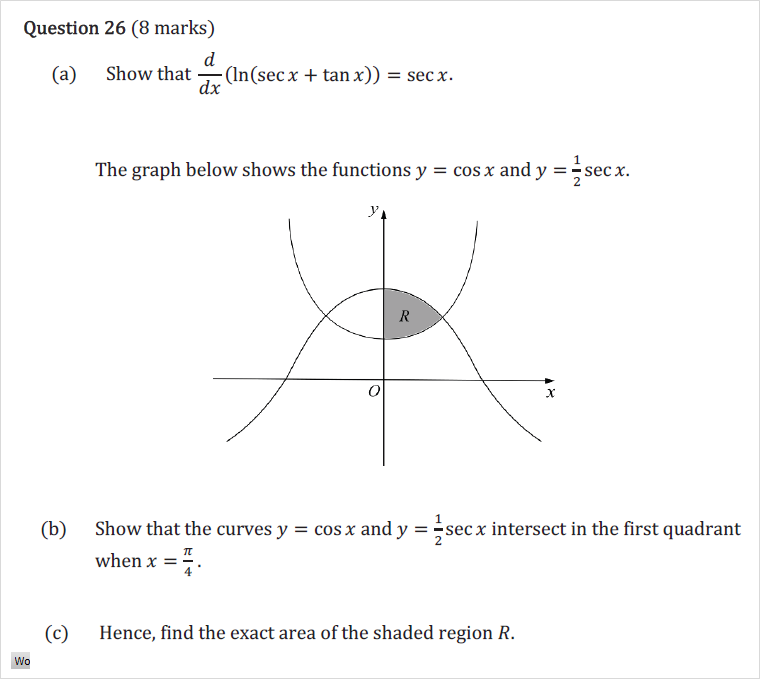 Question 26 (8 marks)
(a) Show that d/dx (ln(sec x + tan x)) = sec x.
The graph below shows the functions y = cos x and y = 1/2 sec x.
y
R
O
x
(b) Show that the curves y = cos x and y = 1/2 sec x intersect in the first quadrant
when x = π/4.
(c) Hence, find the exact area of the shaded region R.
Wo